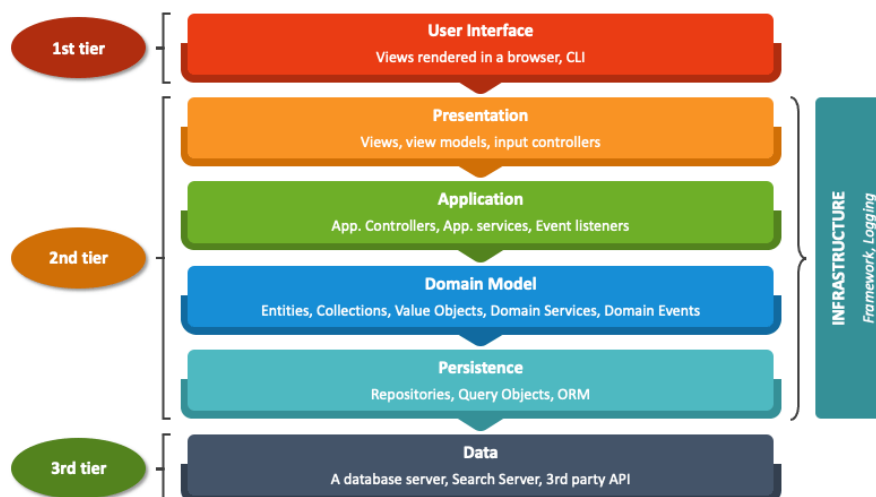 1st tier
User Interface
Views rendered in a browser, CLI
2nd tier
Presentation
Views, view models, input controllers
Application
App. Controllers, App. services, Event listeners
Domain Model
Entities, Collections, Value Objects, Domain Services, Domain Events
Persistence
Repositories, Query Objects, ORM
INFRASTRUCTURE
Framework, Logging
3rd tier
Data
A database server, Search Server, 3rd party API